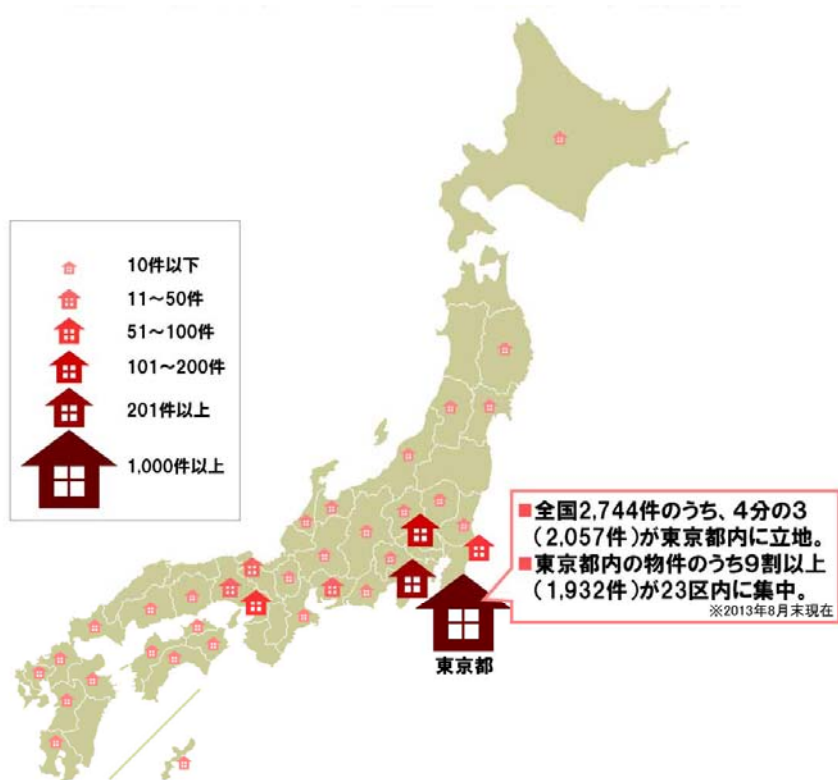 10件以下
11～50件
51～100件
101～200件
201件以上
1,000件以上
■全国2,744件のうち、4分の3
（2,057件）が東京都内に立地。
■東京都内の物件のうち9割以上
（1,932件）が23区内に集中。
※2013年8月末現在
東京都